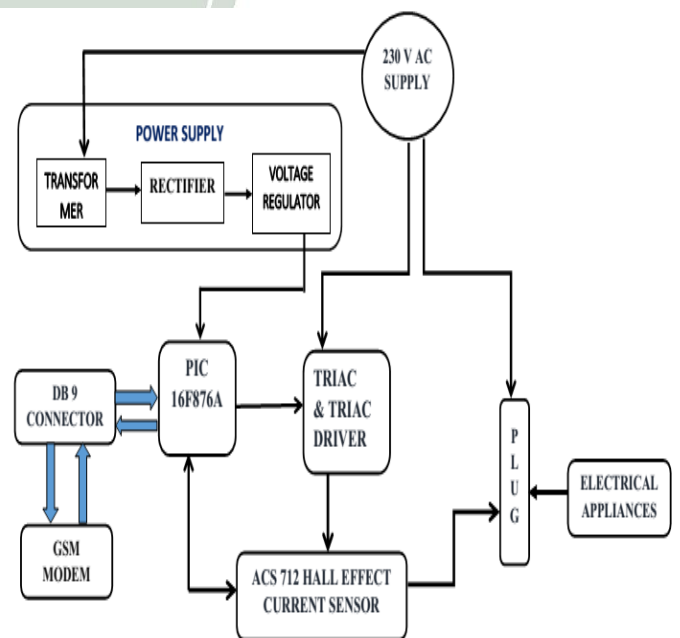 230 V AC
SUPPLY
POWER SUPPLY
TRANSFOR
MER
RECTIFIER
VOLTAGE
REGULATOR
PIC
16F876A
TRIAC
& TRIAC
DRIVER
DB 9
CONNECTOR
GSM
MODEM
ACS 712 HALL EFFECT
CURRENT SENSOR
P
L
U
G
ELECTRICAL
APPLIANCES